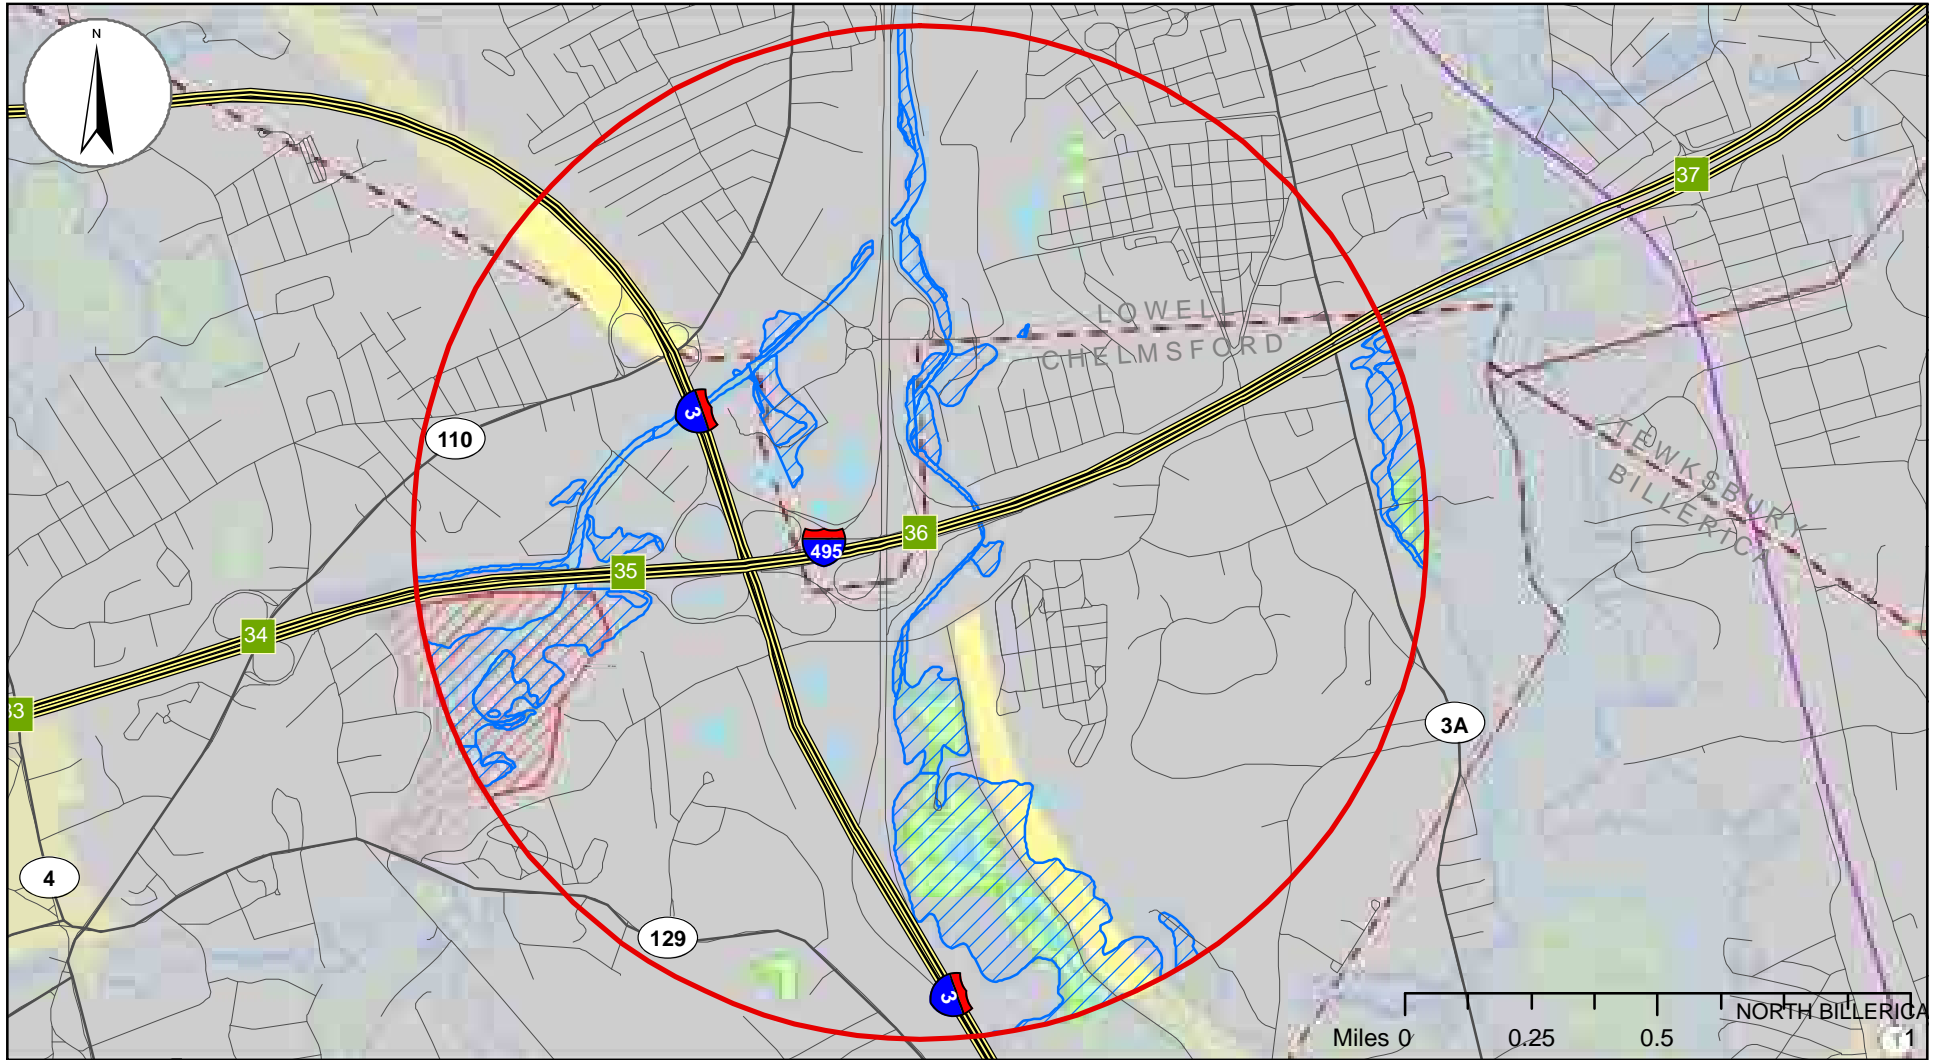 N
37
LOWELL
CHELMSFORD
3
110
TEWKSBURY
BILLERICA
36
495
35
34
33
3A
4
129
3
NORTH BILLERICA
Miles 0 0.25 0.5 1
T